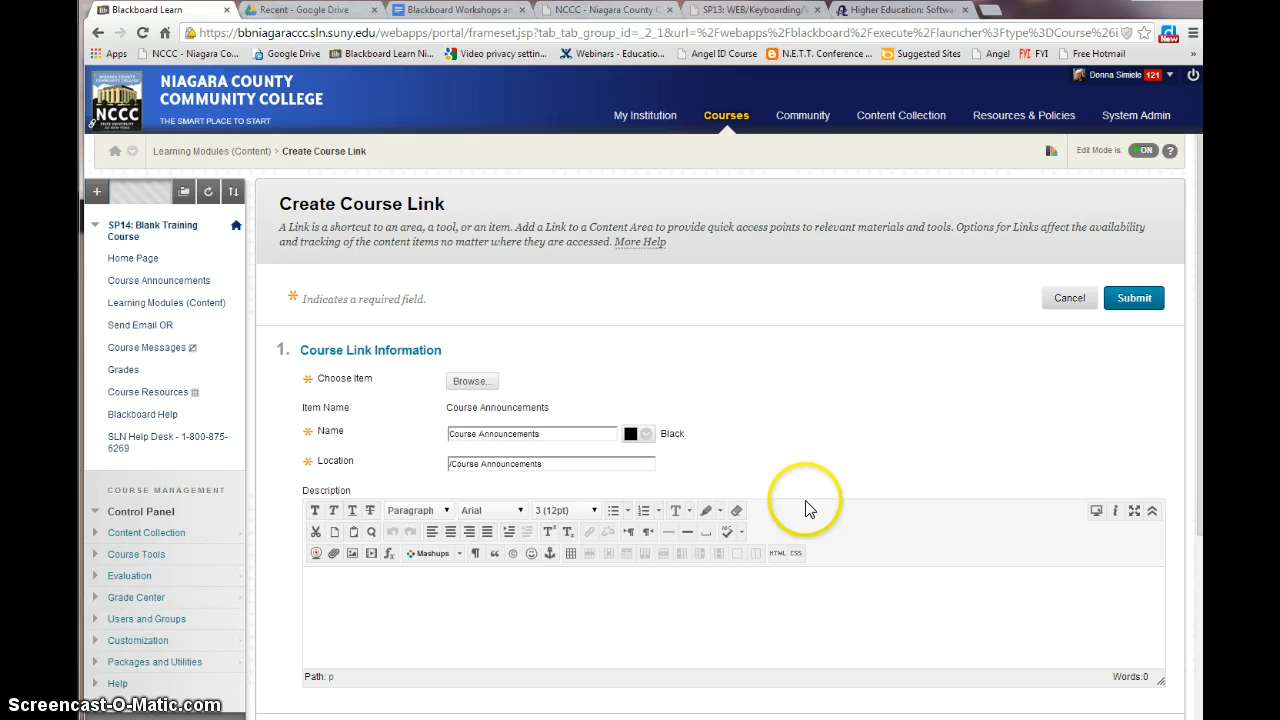 Blackboard Learn
Recent - Google Drive
Blackboard Workshops an
NCCC - Niagara County C
SP13: WEB/Keyboarding/
Higher Education: Softwa
https://bbniagaraccc.sln.suny.edu/webapps/portal/frameset.jsp?tab_tab_group_id=_2_1&url=%2Fwebapps%2Fblackboard%2Fexecute%2Flauncher%3Ftype%3DCourse%26i
New
Apps
NCCC - Niagara Co...
Google Drive
Blackboard Learn Ni...
Video Privacy settin...
Webinars - Educatio...
Angel ID Course
N.E.T.T. Conference ...
Suggested Sites
Angel
FYI FYI
Free Hotmail
»
NCCC
NIAGARA COUNTY
COMMUNITY COLLEGE
THE SMART PLACE TO START
Donna Simiele 121
My Institution
Courses
Community
Content Collection
Resources & Policies
System Admin
Learning Modules (Content) > Create Course Link
Edit Mode is: ON ?
SP14: Blank Training
Course
Home Page
Course Announcements
Learning Modules (Content)
Send Email OR
Course Messages
Grades
Course Resources
Blackboard Help
SLN Help Desk - 1-800-875-
6269
COURSE MANAGEMENT
Control Panel
Content Collection
Course Tools
Evaluation
Grade Center
Users and Groups
Customization
Packages and Utilities
Help
Create Course Link
A Link is a shortcut to an area, a tool, or an item. Add a Link to a Content Area to provide quick access points to relevant materials and tools. Options for Links affect the availability
and tracking of the content items no matter where they are accessed. More Help
* Indicates a required field.
Cancel
Submit
1. Course Link Information
* Choose Item
Browse...
Item Name
Course Announcements
* Name
Course Announcements
Black
* Location
/Course Announcements
Description
T T T T Paragraph Arial 3 (12pt)
Mashups
HTML CSS
Path: p
Words:0
Screencast-O-Matic.com